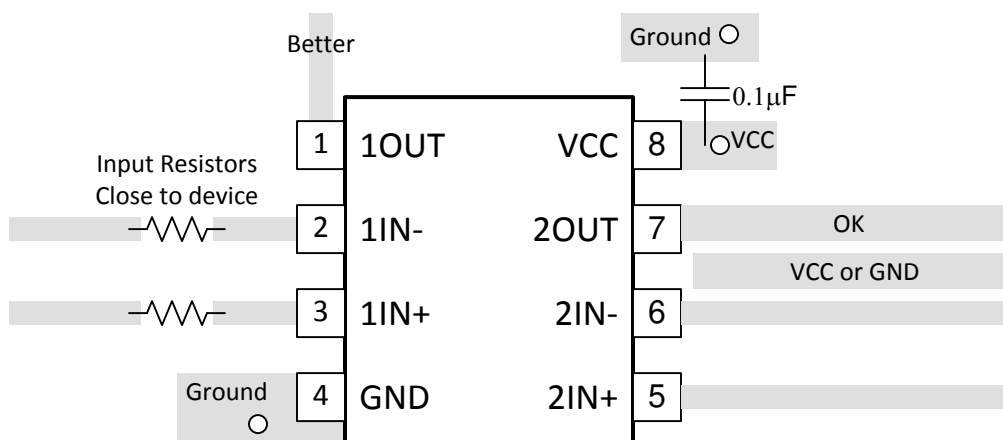 Better
Ground
0.1μF
1 1OUT VCC 8 VCC
Input Resistors
Close to device
2 1IN- 2OUT 7 OK
VCC or GND
3 1IN+ 2IN- 6
Ground
4 GND 2IN+ 5